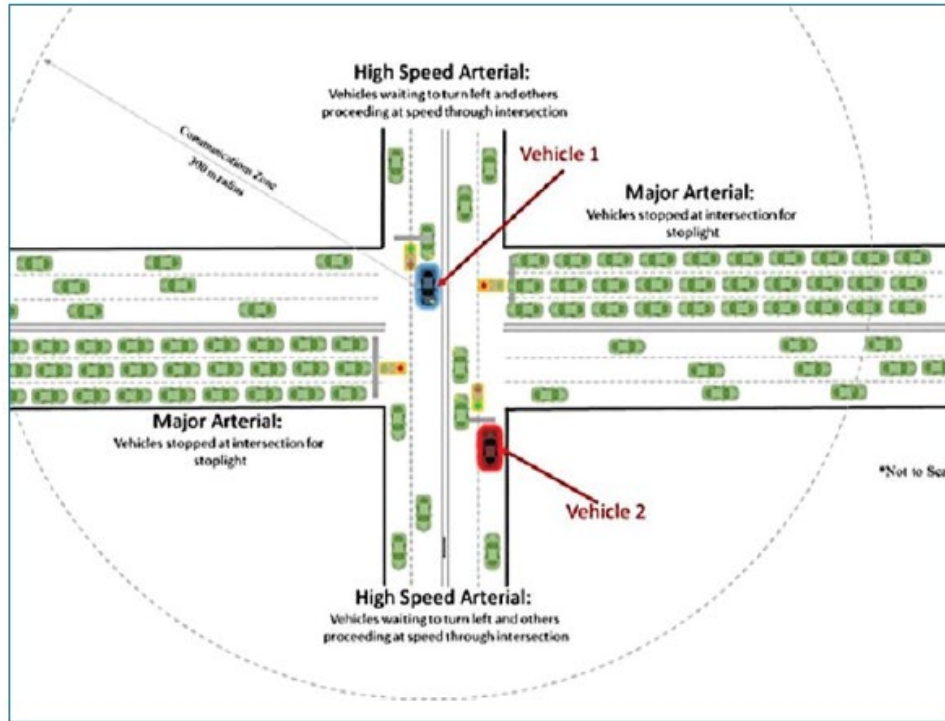 High Speed Arterial:
Vehicles waiting to turn left and others
proceeding at speed through intersection
Communications Zone
300 m radius
Vehicle 1
Major Arterial:
Vehicles stopped at intersection for
stoplight
Major Arterial:
Vehicles stopped at intersection for
stoplight
*Not to
Vehicle 2
High Speed Arterial:
Vehicles waiting to turn left and others
proceeding at speed through intersection